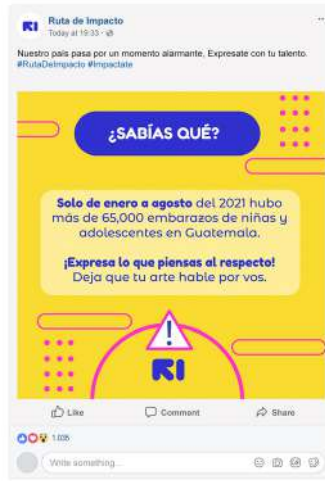 Ruta de Impacto
Today at 19:33
Nuestro país pasa por un momento alarmante, Expresate con tu talento.
#RutaDeImpacto #Impactate
¿SABÍAS QUÉ?
Solo de enero a agosto del 2021 hubo
más de 65,000 embarazos de niñas y
adolescentes en Guatemala.
¡Expresa lo que piensas al respecto!
Deja que tu arte hable por vos.
!
RI
Like Comment Share
1.035
Write something...